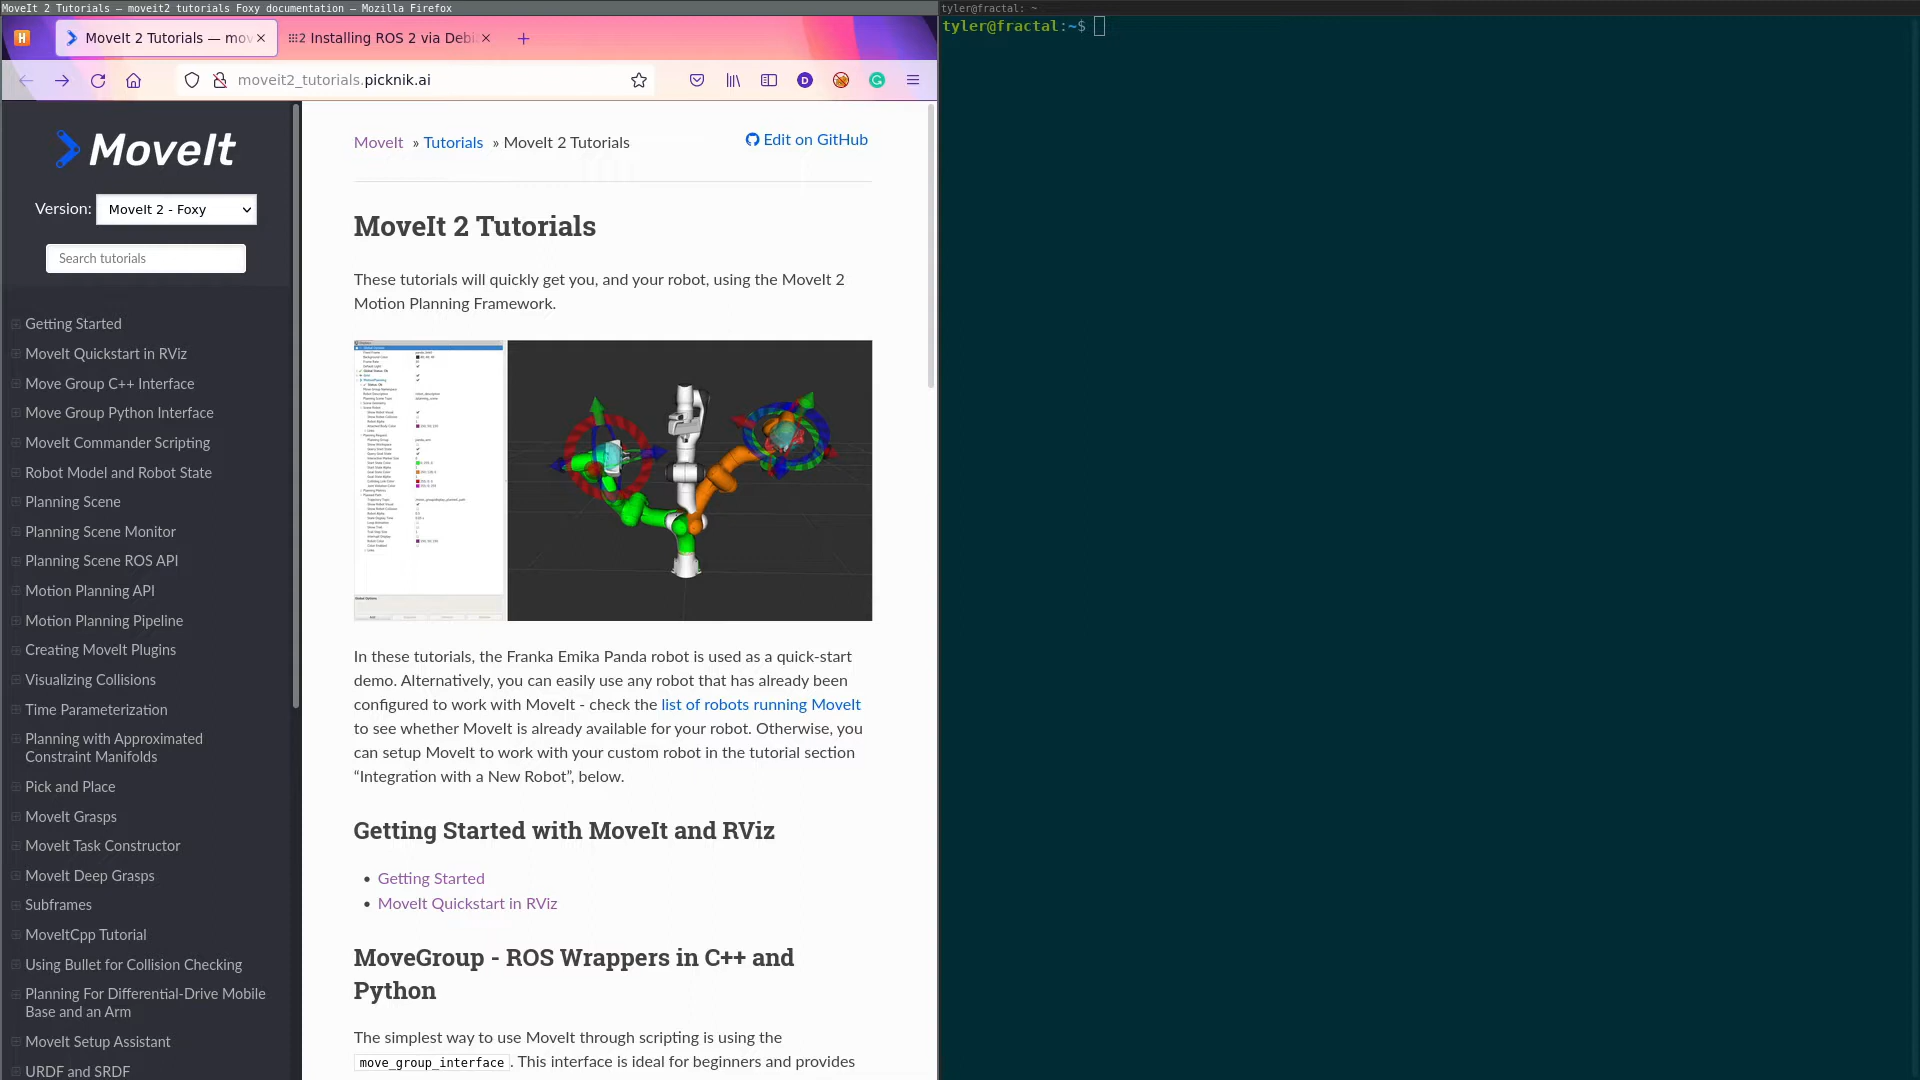 MoveIt 2 Tutorials — moveit2 tutorials Foxy documentation — Mozilla Firefox
MoveIt 2 Tutorials — mov
Installing ROS 2 via Debi
moveit2_tutorials.picknik.ai
MoveIt
Version: MoveIt 2 - Foxy
Search tutorials
Getting Started
MoveIt Quickstart in RViz
Move Group C++ Interface
Move Group Python Interface
MoveIt Commander Scripting
Robot Model and Robot State
Planning Scene
Planning Scene Monitor
Planning Scene ROS API
Motion Planning API
Motion Planning Pipeline
Creating MoveIt Plugins
Visualizing Collisions
Time Parameterization
Planning with Approximated
Constraint Manifolds
Pick and Place
MoveIt Grasps
MoveIt Task Constructor
MoveIt Deep Grasps
Subframes
MoveItCpp Tutorial
Using Bullet for Collision Checking
Planning For Differential-Drive Mobile
Base and an Arm
MoveIt Setup Assistant
URDF and SRDF
MoveIt » Tutorials » MoveIt 2 Tutorials
Edit on GitHub
MoveIt 2 Tutorials
These tutorials will quickly get you, and your robot, using the MoveIt 2
Motion Planning Framework.
In these tutorials, the Franka Emika Panda robot is used as a quick-start
demo. Alternatively, you can easily use any robot that has already been
configured to work with MoveIt - check the list of robots running MoveIt
to see whether MoveIt is already available for your robot. Otherwise, you
can setup MoveIt to work with your custom robot in the tutorial section
“Integration with a New Robot”, below.
Getting Started with MoveIt and RViz
• Getting Started
• MoveIt Quickstart in RViz
MoveGroup - ROS Wrappers in C++ and
Python
The simplest way to use MoveIt through scripting is using the
move_group_interface. This interface is ideal for beginners and provides
tyler@fractal: ~
tyler@fractal:~$